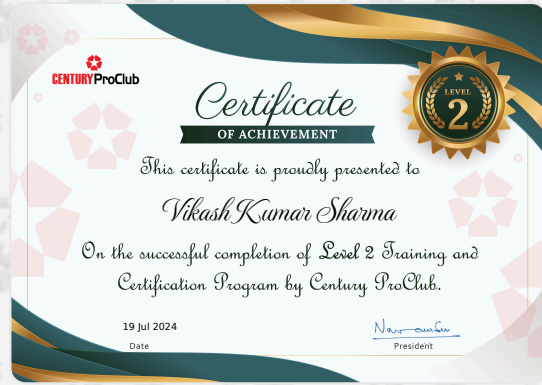 CENTURY ProClub
Certificate
OF ACHIEVEMENT
LEVEL
2
This certificate is proudly presented to
Vikash Kumar Sharma
On the successful completion of Level 2 Training and
Certification Program by Century ProClub.
19 Jul 2024
Date
President